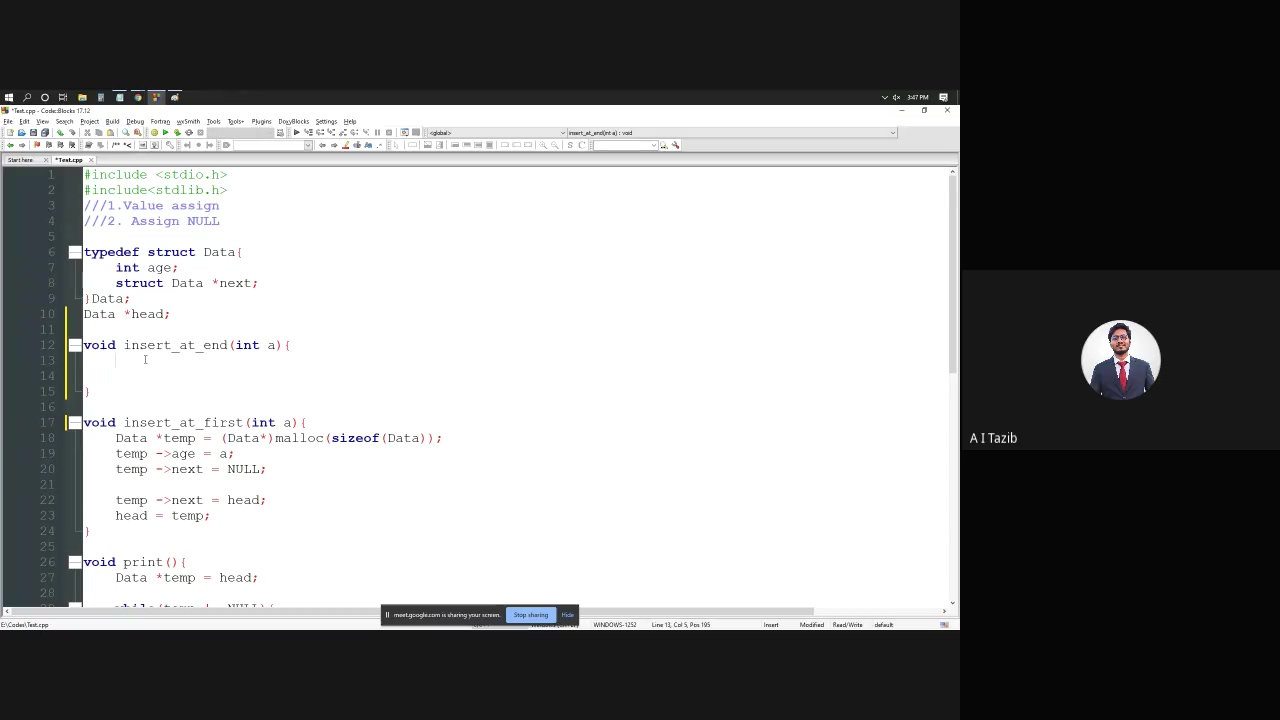 3:47 PM
*Test.cpp - Code::Blocks 17.12
File Edit View Search Project Build Debug Fortran wxSmith Tools Tools+ Plugins DoxyBlocks Settings Help
<global> insert_at_end(int a) : void
Start here *Test.cpp
1 #include <stdio.h>
2 #include<stdlib.h>
3 ///1.Value assign
4 ///2. Assign NULL
5
6 typedef struct Data{
7 int age;
8 struct Data *next;
9 }Data;
10 Data *head;
11
12 void insert_at_end(int a){
13
14
15 }
16
17 void insert_at_first(int a){
18 Data *temp = (Data*)malloc(sizeof(Data));
19 temp ->age = a;
20 temp ->next = NULL;
21
22 temp ->next = head;
23 head = temp;
24 }
25
26 void print(){
27 Data *temp = head;
28
meet.google.com is sharing your screen. Stop sharing Hide
E:\Codes\Test.cpp WINDOWS-1252 Line 13, Col 5, Pos 195 Insert Modified Read/Write default
A I Tazib